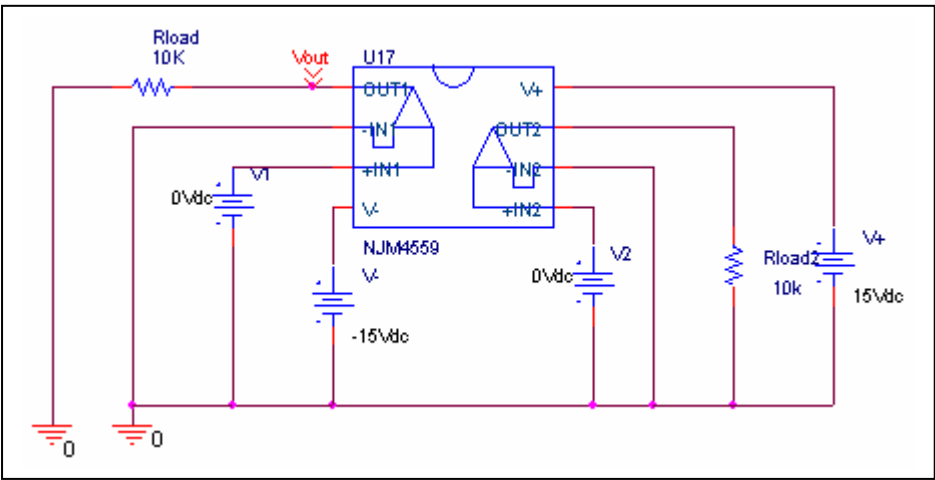 Rload
10K
Vout
U17
OUT1
V+
-IN1
OUT2
+IN1
-IN2
V-
+IN2
V1
0Vdc
NJM4559
V-
-15Vdc
V2
0Vdc
Rload2
10k
V+
15Vdc
0
0